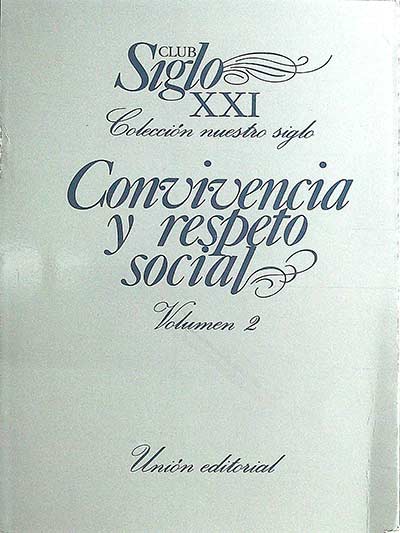 CLUB
Siglo
XXI
Colección nuestro siglo
Convivencia
y respeto
social
Volumen 2
Unión editorial